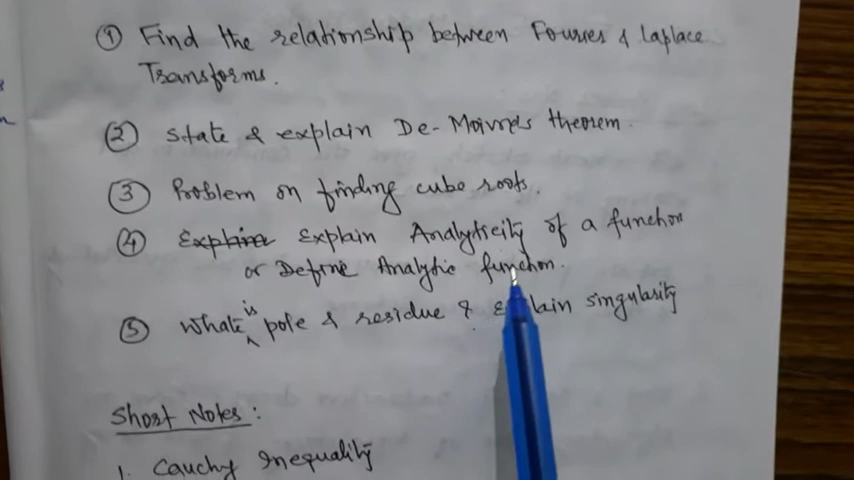 ① Find the relationship between Fourier & Laplace
Transforms.
② State & explain De-Moivre's theorem.
③ Problem on finding cube roots.
④ Explain Explain Analyticity of a function
or Define Analytic function.
⑤ What is pole & residue & Explain singularity
Short Notes:
1. Cauchy Inequality